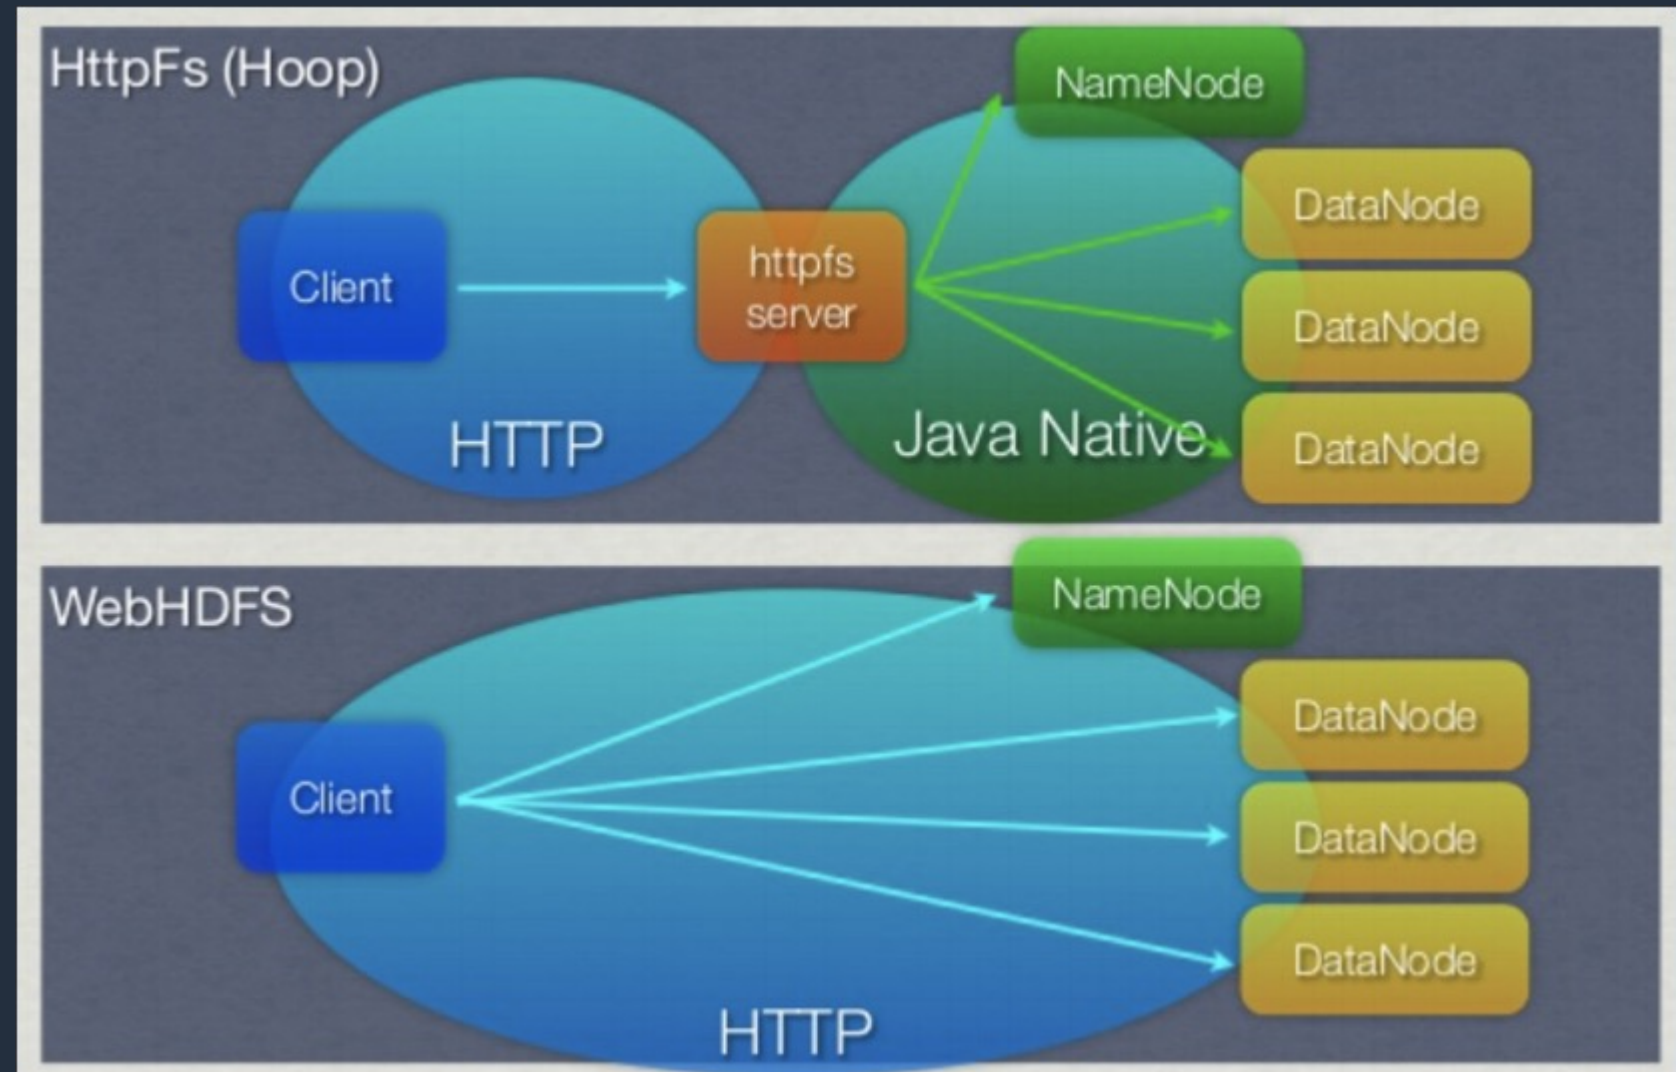 HttpFs (Hoop)
NameNode
DataNode
Client
httpfs
server
DataNode
HTTP
Java Native
DataNode
WebHDFS
NameNode
DataNode
Client
DataNode
DataNode
HTTP